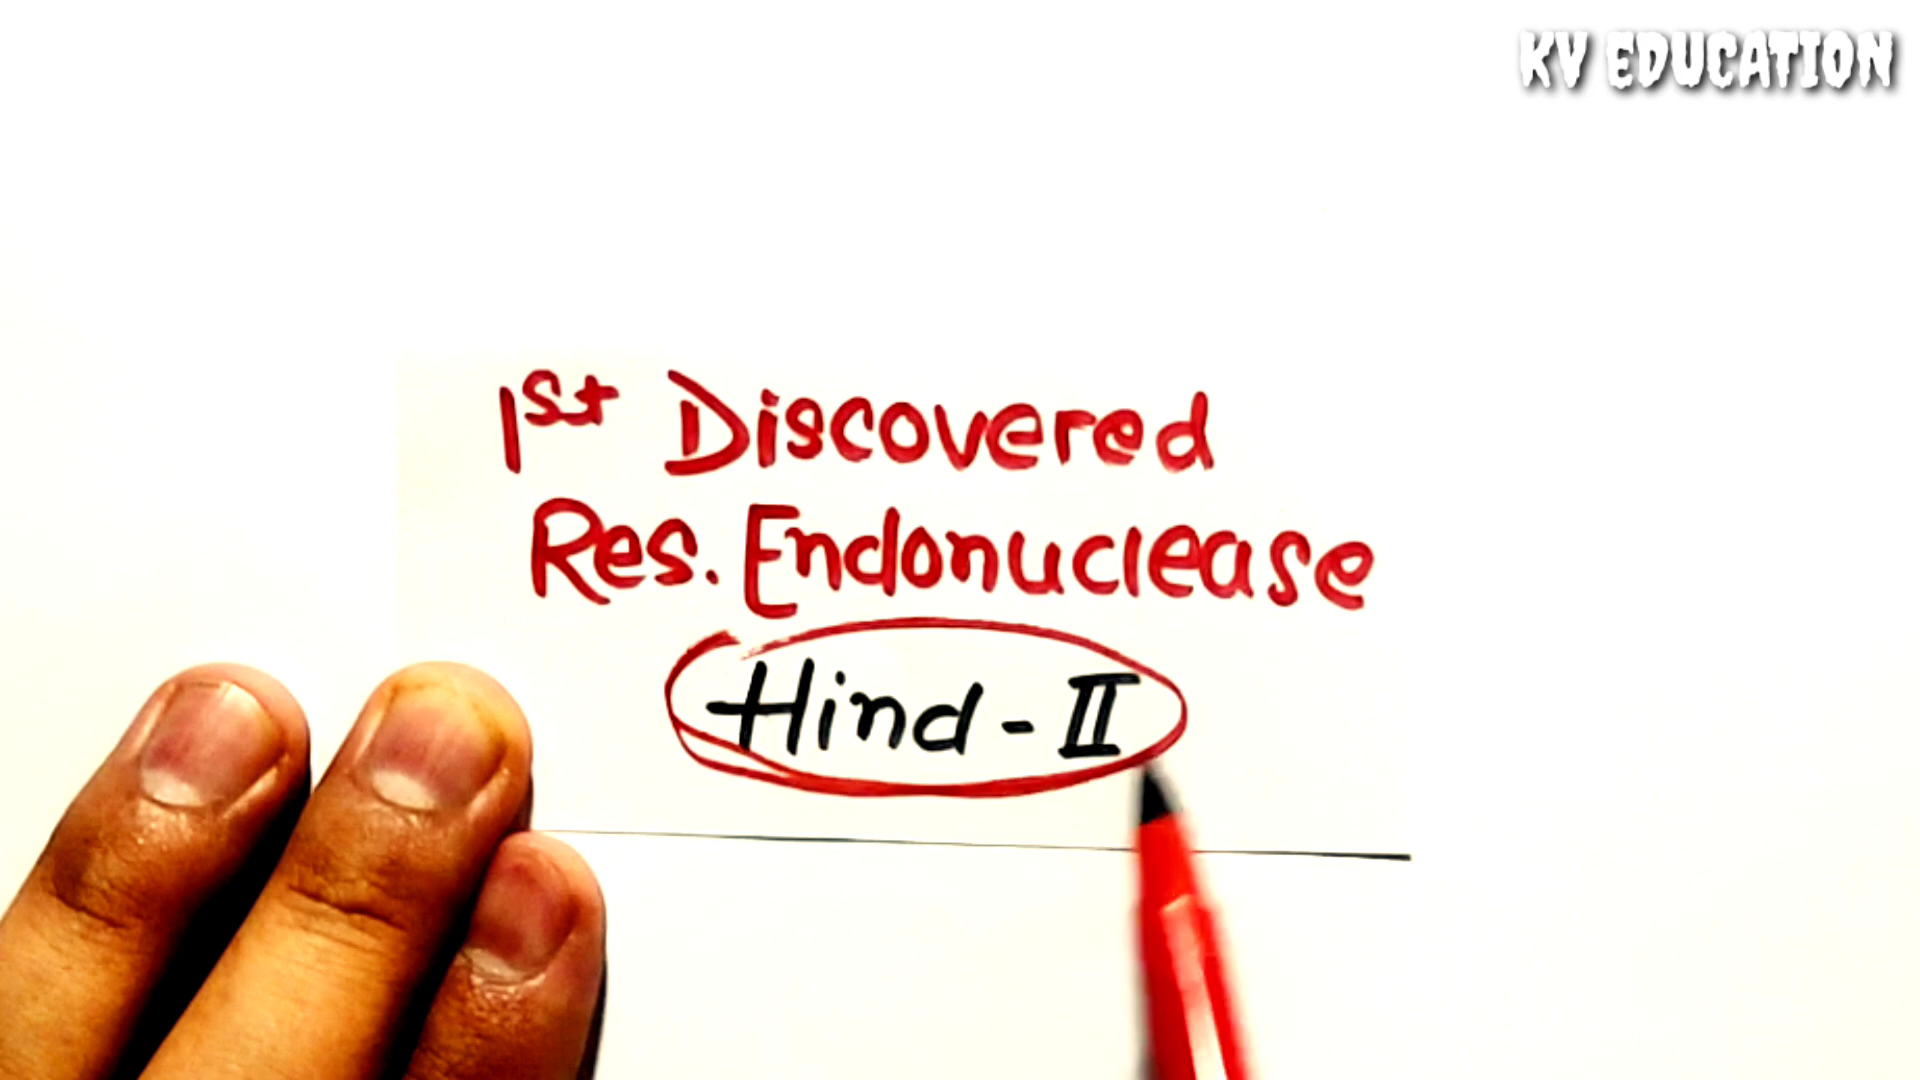 KV EDUCATION
1st Discovered
Res. Endonuclease
Hind - II